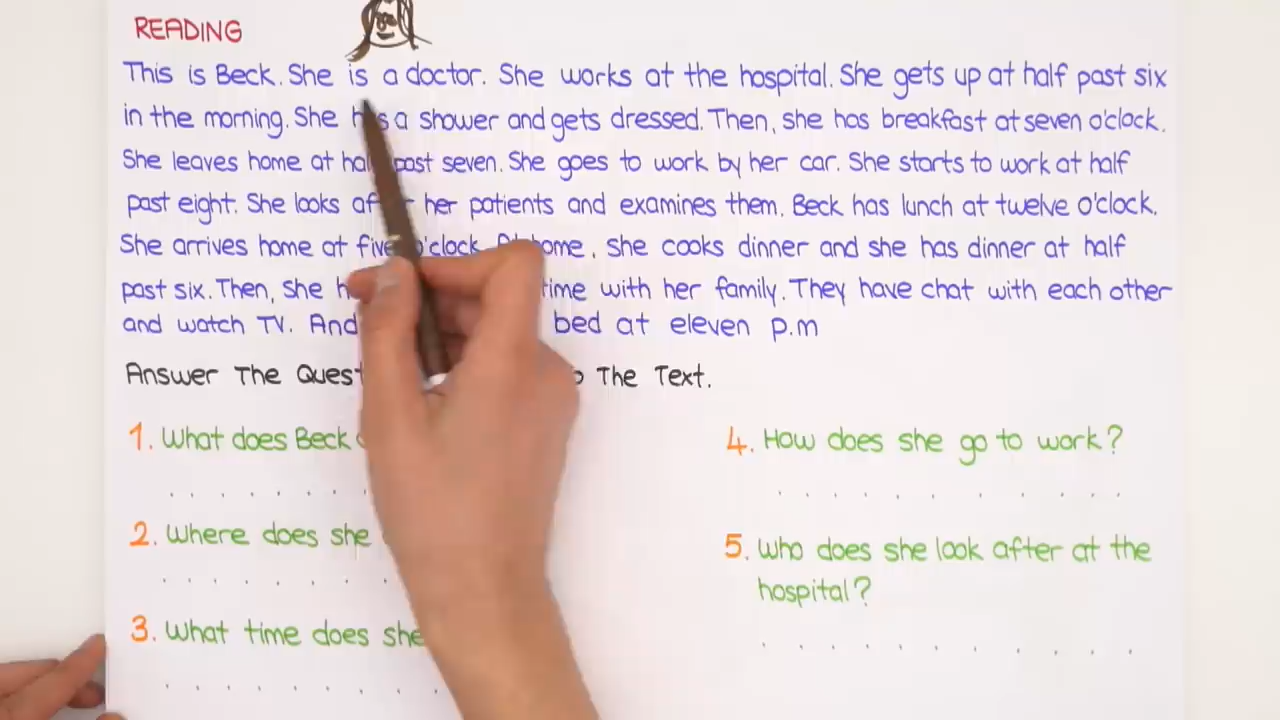 READING
This is Beck. She is a doctor. She works at the hospital. She gets up at half past six
in the morning. She has a shower and gets dressed. Then, she has breakfast at seven o'clock.
She leaves home at half past seven. She goes to work by her car. She starts to work at half
past eight. She looks after her patients and examines them. Beck has lunch at twelve o'clock.
She arrives home at five o'clock. At home, she cooks dinner and she has dinner at half
past six. Then, she time with her family. They have chat with each other
and watch TV. And bed at eleven p.m
Answer The The Text.
1. What does Beck
2. Where does she
3. What time does she
4. How does she go to work?
5. Who does she look after at the
hospital?